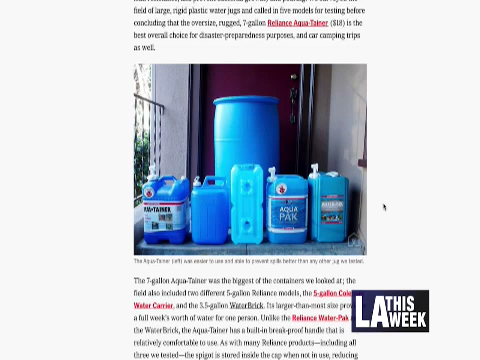 field of large, rigid plastic water jugs and called in five models for testing before
concluding that the oversize, rugged, 7-gallon Reliance Aqua-Tainer ($18) is the
best overall choice for disaster-preparedness purposes, and car camping trips
as well.
AQUA-TAINER
AQUA
PAK
The Aqua-Tainer (left) was easier to use and able to prevent spills better than any other jug we tested.
The 7-gallon Aqua-Tainer was the biggest of the containers we looked at; the
field also included two different 5-gallon Reliance models, the 5-gallon
Water Carrier, and the 3.5-gallon WaterBrick. Its larger-than-most size
a full week's worth of water for one person. Unlike the Reliance Water-Pak
the WaterBrick, the Aqua-Tainer has a built-in break-proof handle that is
relatively comfortable to use. As with many Reliance products—including all
three we tested—the spigot is stored inside the cap when not in use, reducing
LA THIS WEEK